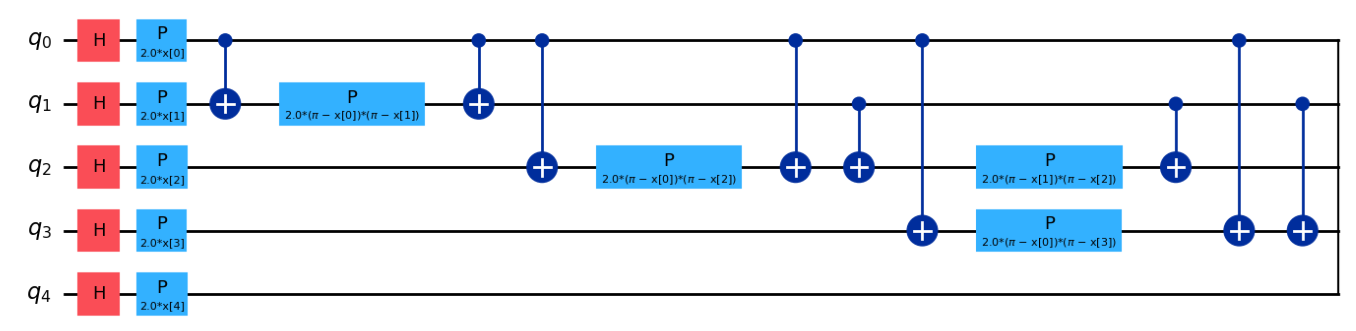 q0 H P
2.0*x[0]
q1 H P P
2.0*x[1] 2.0*(π − x[0])*(π − x[1])
q2 H P P P
2.0*x[2] 2.0*(π − x[0])*(π − x[2]) 2.0*(π − x[1])*(π − x[2])
q3 H P P
2.0*x[3] 2.0*(π − x[0])*(π − x[3])
q4 H P
2.0*x[4]